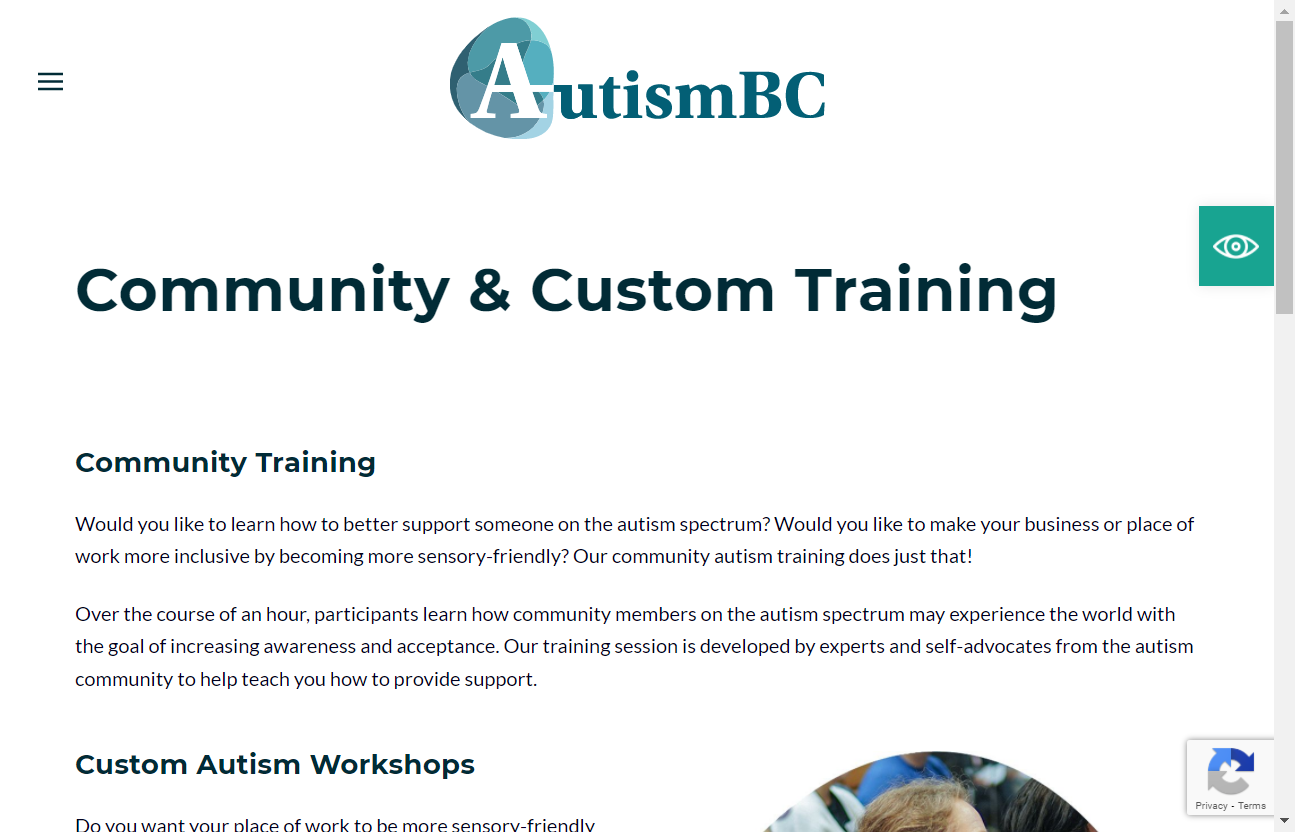 AutismBC
Community & Custom Training
Community Training
Would you like to learn how to better support someone on the autism spectrum? Would you like to make your business or place of
work more inclusive by becoming more sensory-friendly? Our community autism training does just that!
Over the course of an hour, participants learn how community members on the autism spectrum may experience the world with
the goal of increasing awareness and acceptance. Our training session is developed by experts and self-advocates from the autism
community to help teach you how to provide support.
Custom Autism Workshops
Do you want your place of work to be more sensory-friendly
Privacy - Terms